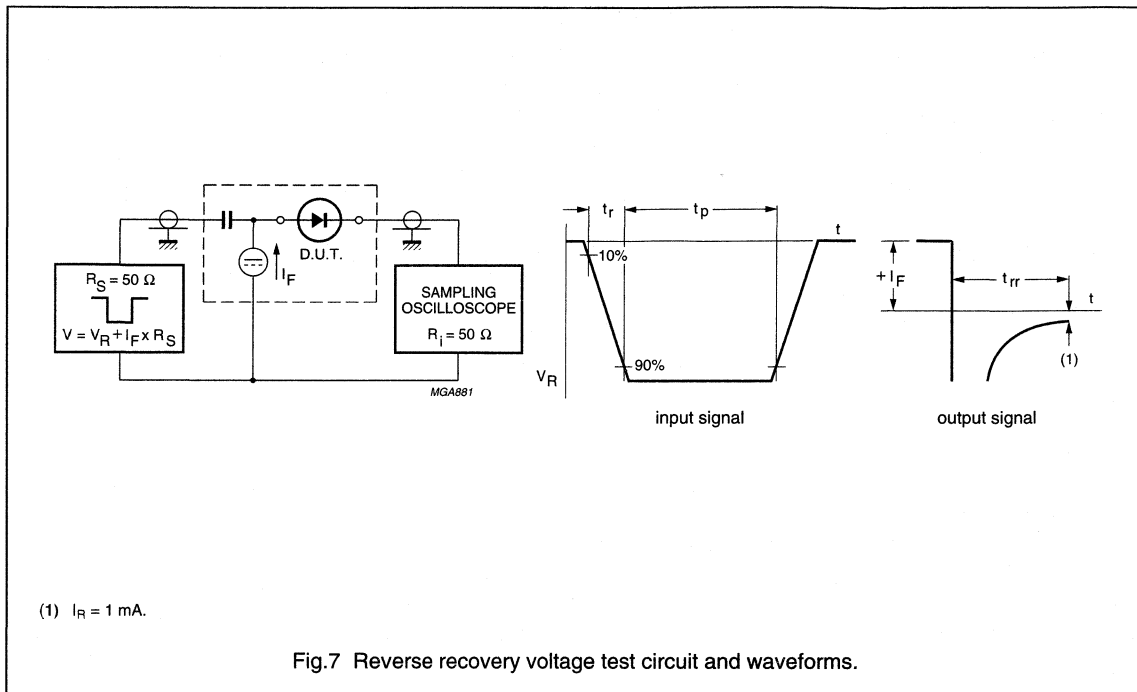 R_S = 50 Ω
V = V_R + I_F x R_S
D.U.T.
I_F
SAMPLING
OSCILLOSCOPE
R_i = 50 Ω
MGA881
t_r
t_p
t
10%
90%
V_R
input signal
+ I_F
t_rr
t
(1)
output signal
(1) I_R = 1 mA.
Fig.7 Reverse recovery voltage test circuit and waveforms.